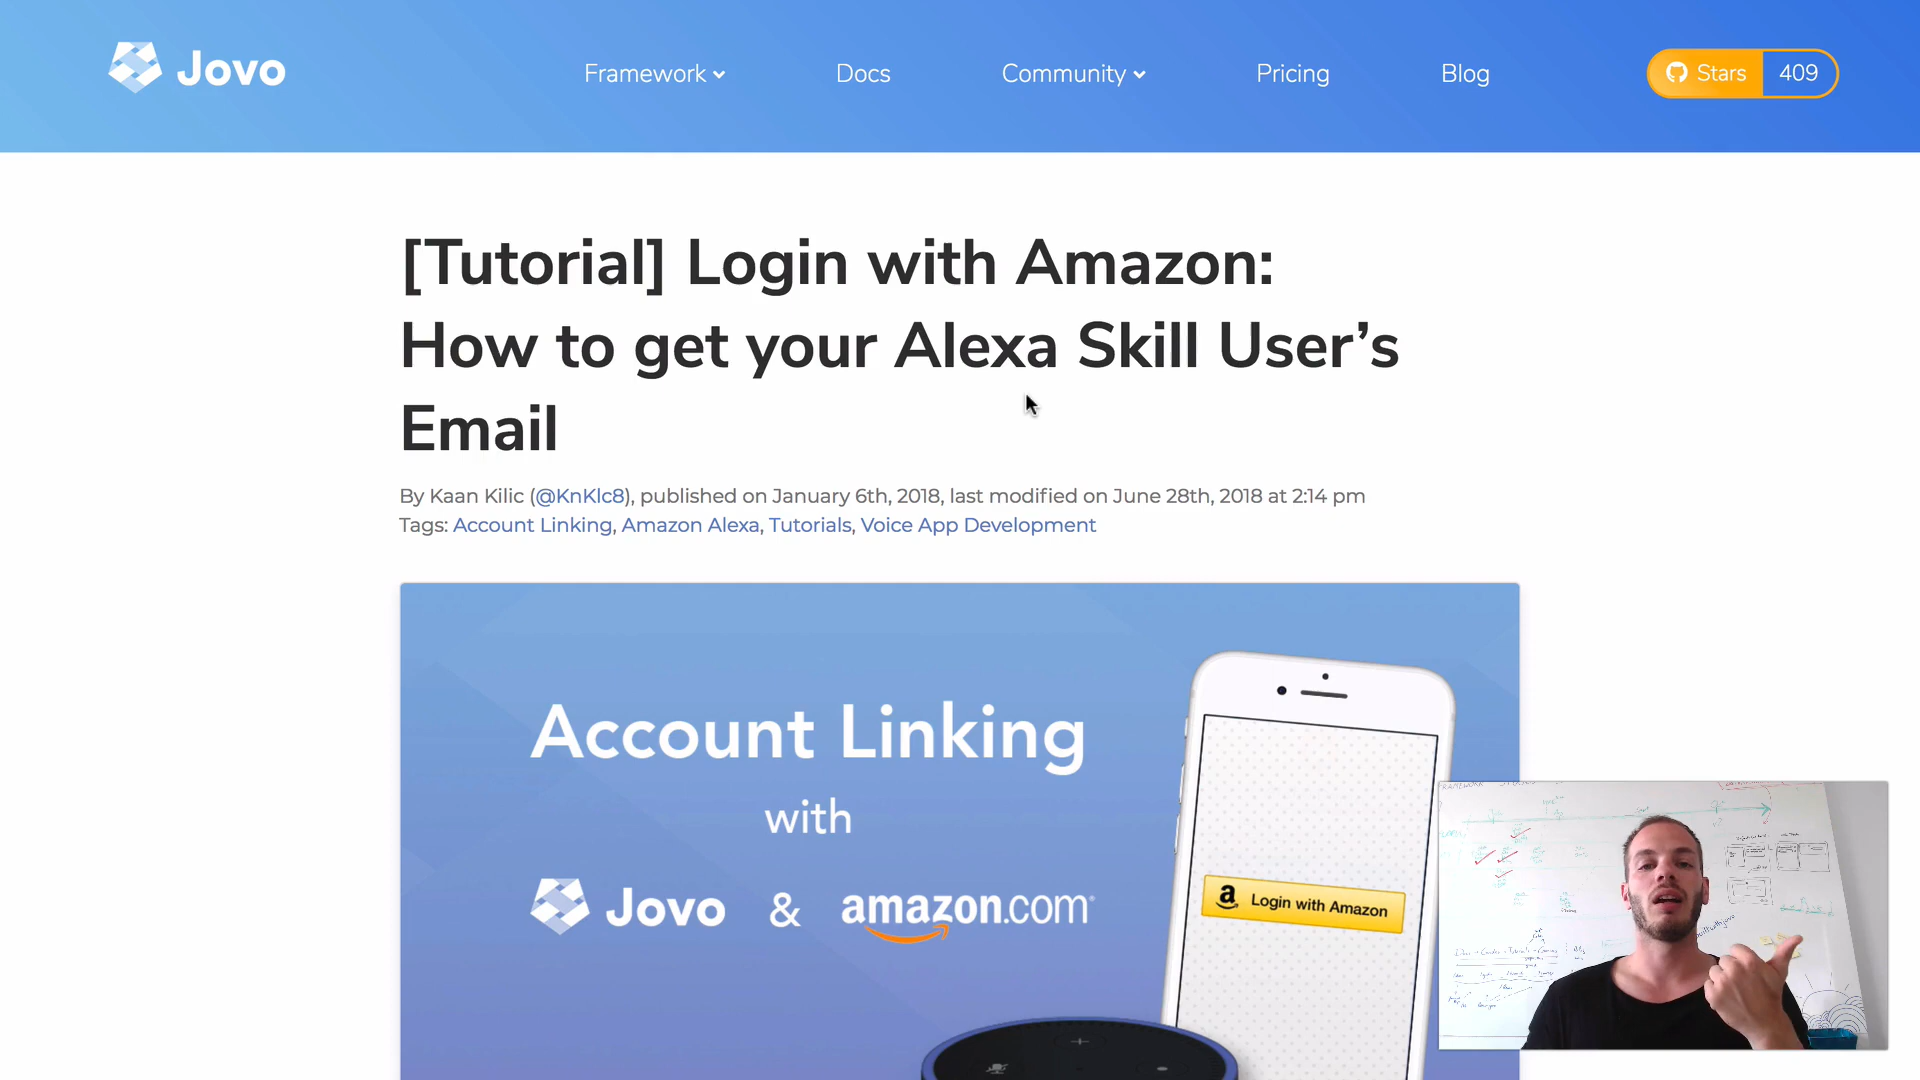 Jovo
Framework
Docs
Community
Pricing
Blog
Stars 409
[Tutorial] Login with Amazon:
How to get your Alexa Skill User’s
Email
By Kaan Kilic (@KnKlc8), published on January 6th, 2018, last modified on June 28th, 2018 at 2:14 pm
Tags: Account Linking, Amazon Alexa, Tutorials, Voice App Development
Account Linking
with
Jovo & amazon.com
Login with Amazon